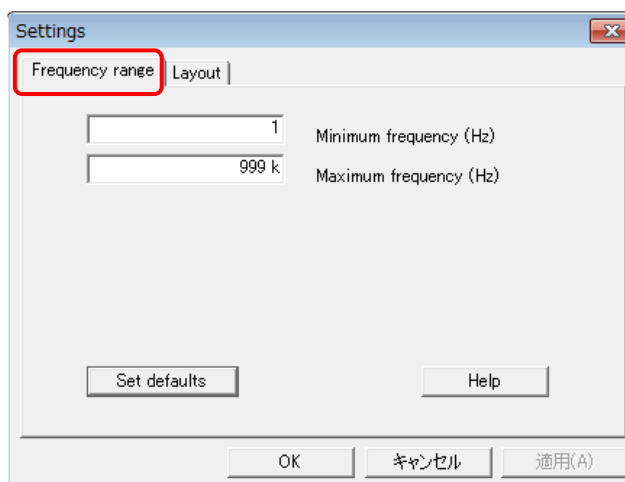 Settings
Frequency range Layout
1 Minimum frequency (Hz)
999 k Maximum frequency (Hz)
Set defaults Help
OK キャンセル 適用(A)